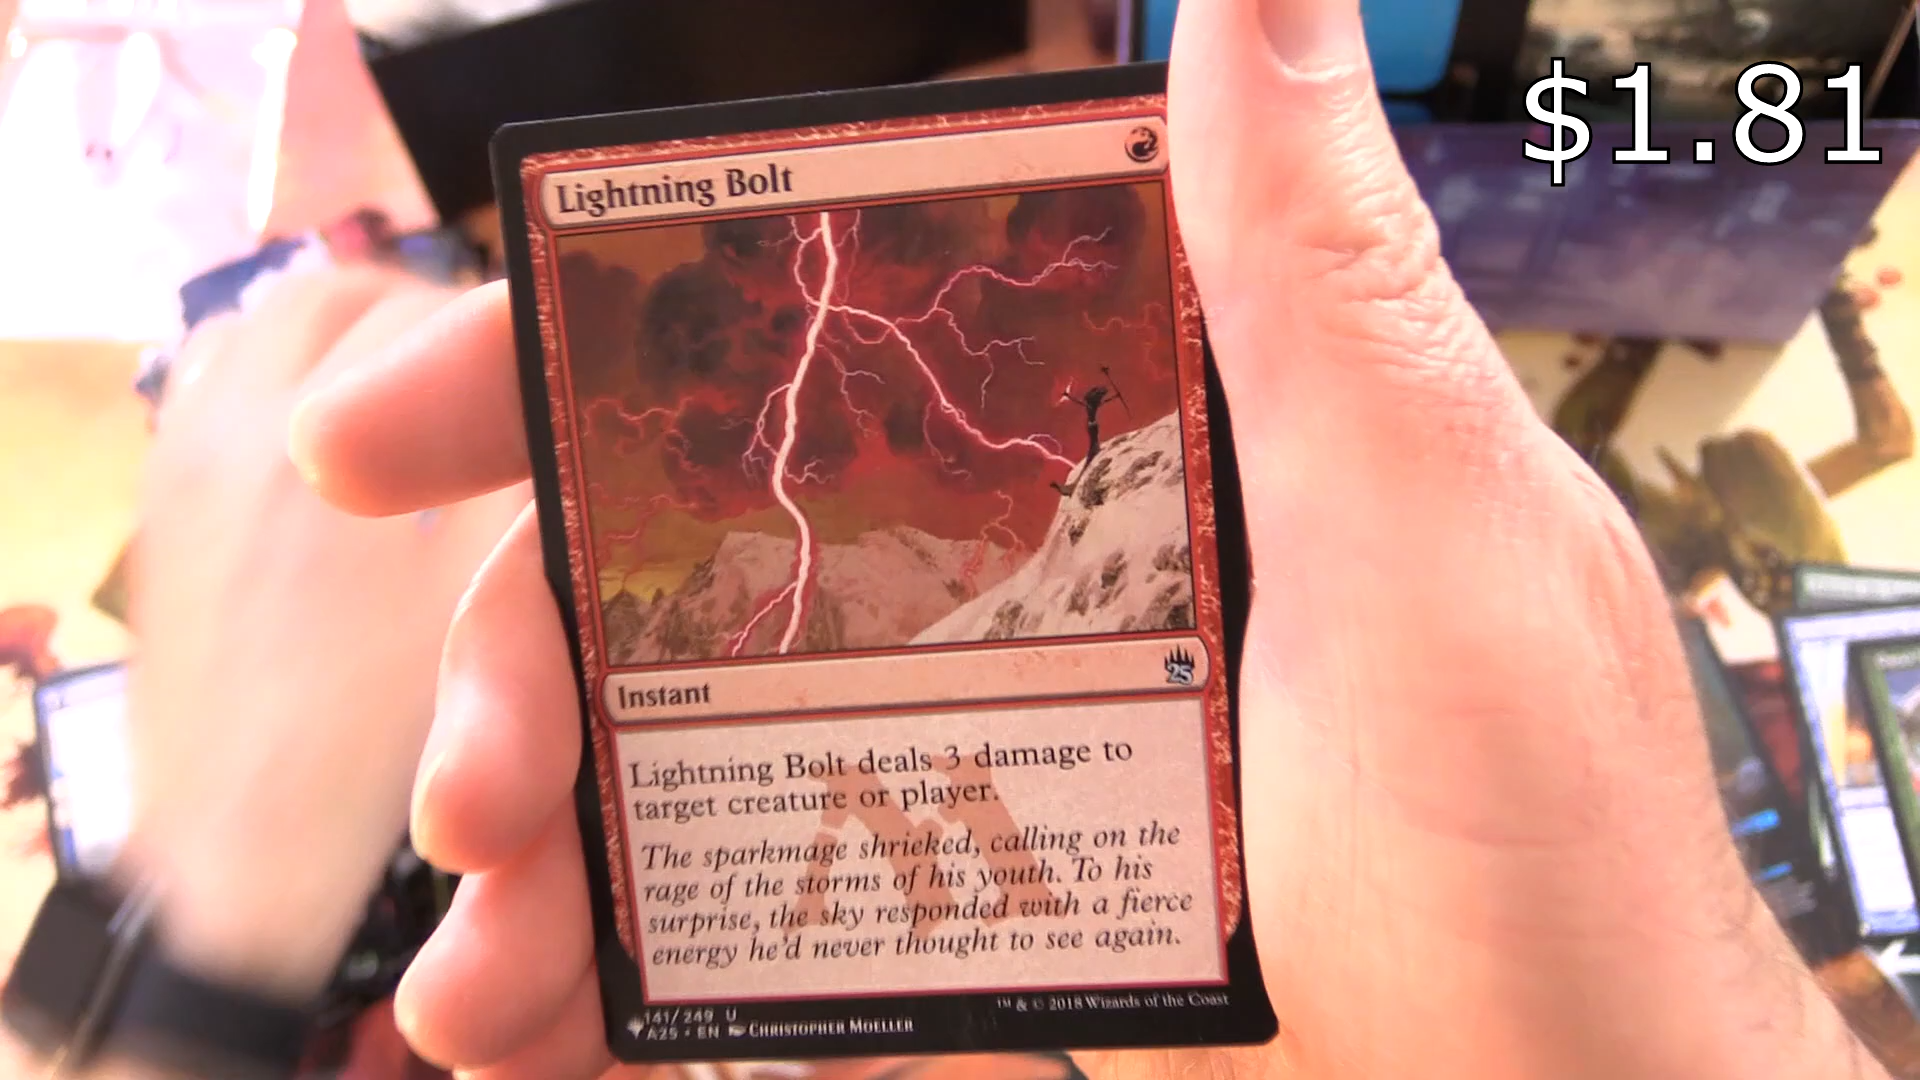 $1.81
Lightning Bolt
Instant
25
Lightning Bolt deals 3 damage to
target creature or player.
The sparkmage shrieked, calling on the
rage of the storms of his youth. To his
surprise, the sky responded with a fierce
energy he'd never thought to see again.
141/249 U
A25 • EN Christopher Moeller
™ & © 2018 Wizards of the Coast